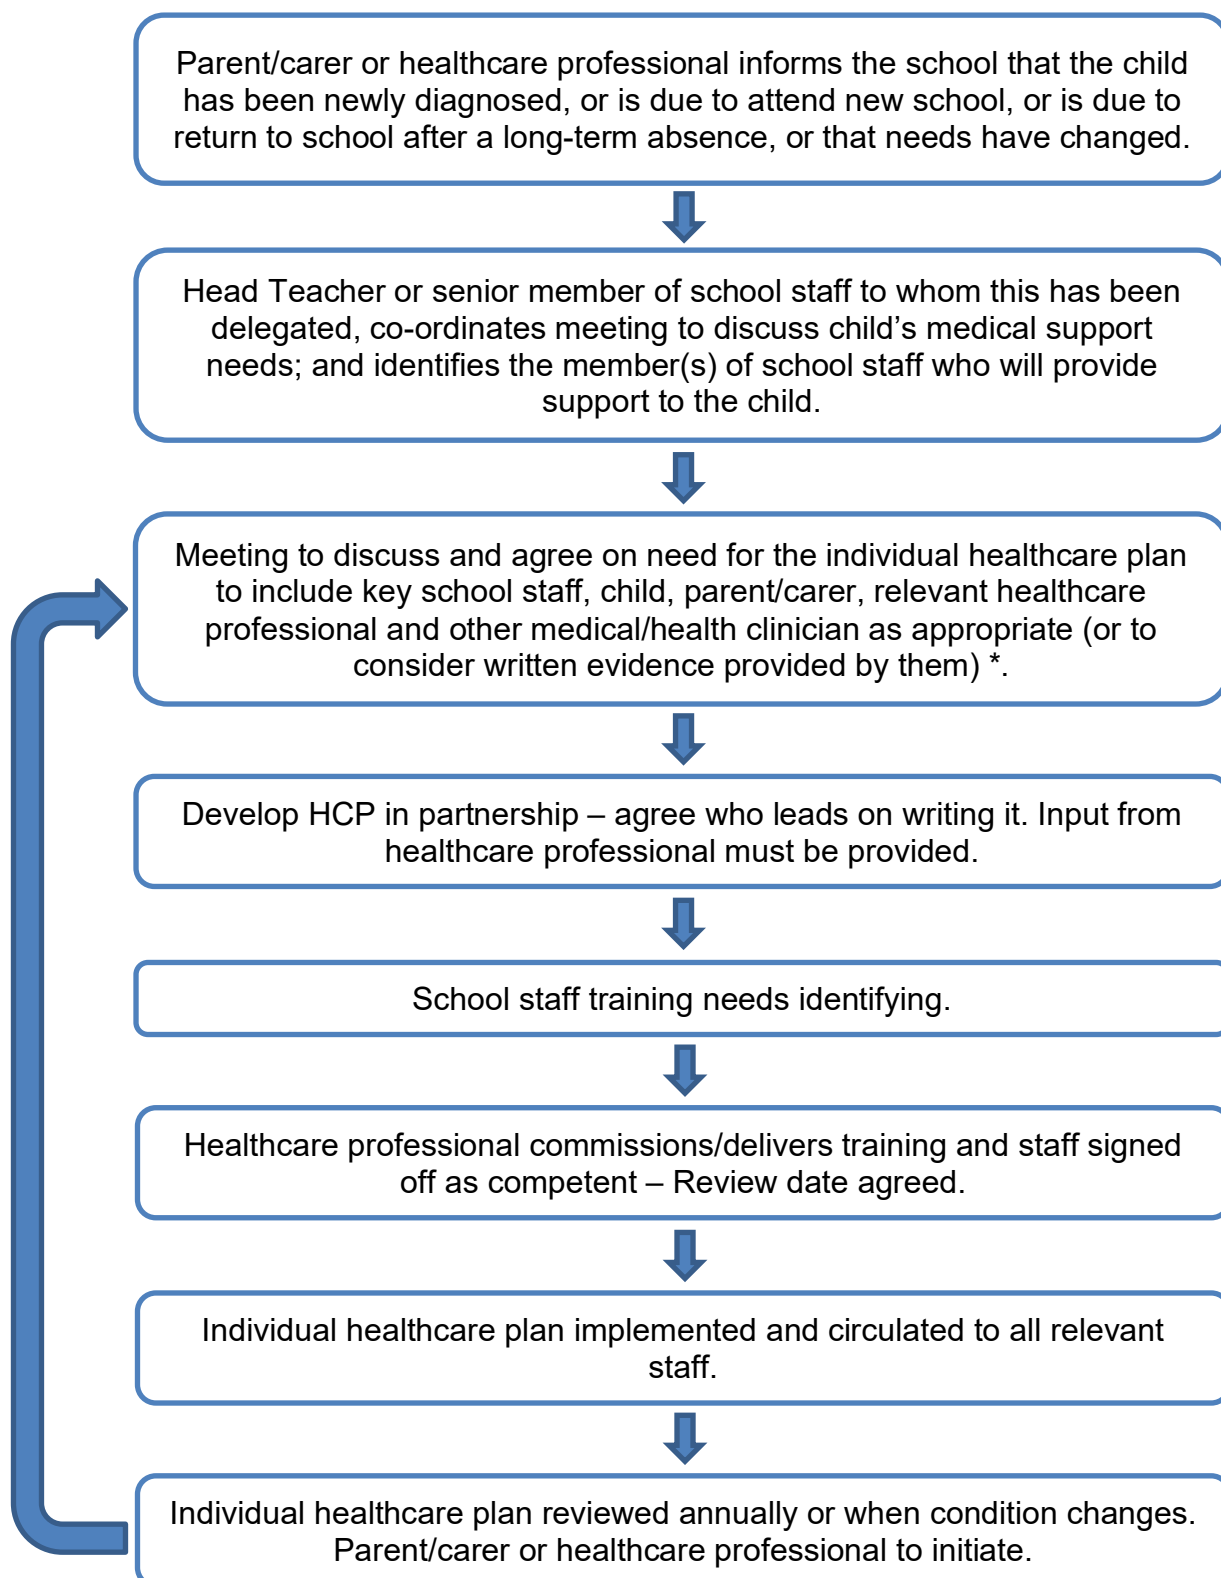 Parent/carer or healthcare professional informs the school that the child
has been newly diagnosed, or is due to attend new school, or is due to
return to school after a long-term absence, or that needs have changed.
Head Teacher or senior member of school staff to whom this has been
delegated, co-ordinates meeting to discuss child’s medical support
needs; and identifies the member(s) of school staff who will provide
support to the child.
Meeting to discuss and agree on need for the individual healthcare plan
to include key school staff, child, parent/carer, relevant healthcare
professional and other medical/health clinician as appropriate (or to
consider written evidence provided by them) *.
Develop HCP in partnership – agree who leads on writing it. Input from
healthcare professional must be provided.
School staff training needs identifying.
Healthcare professional commissions/delivers training and staff signed
off as competent – Review date agreed.
Individual healthcare plan implemented and circulated to all relevant
staff.
Individual healthcare plan reviewed annually or when condition changes.
Parent/carer or healthcare professional to initiate.